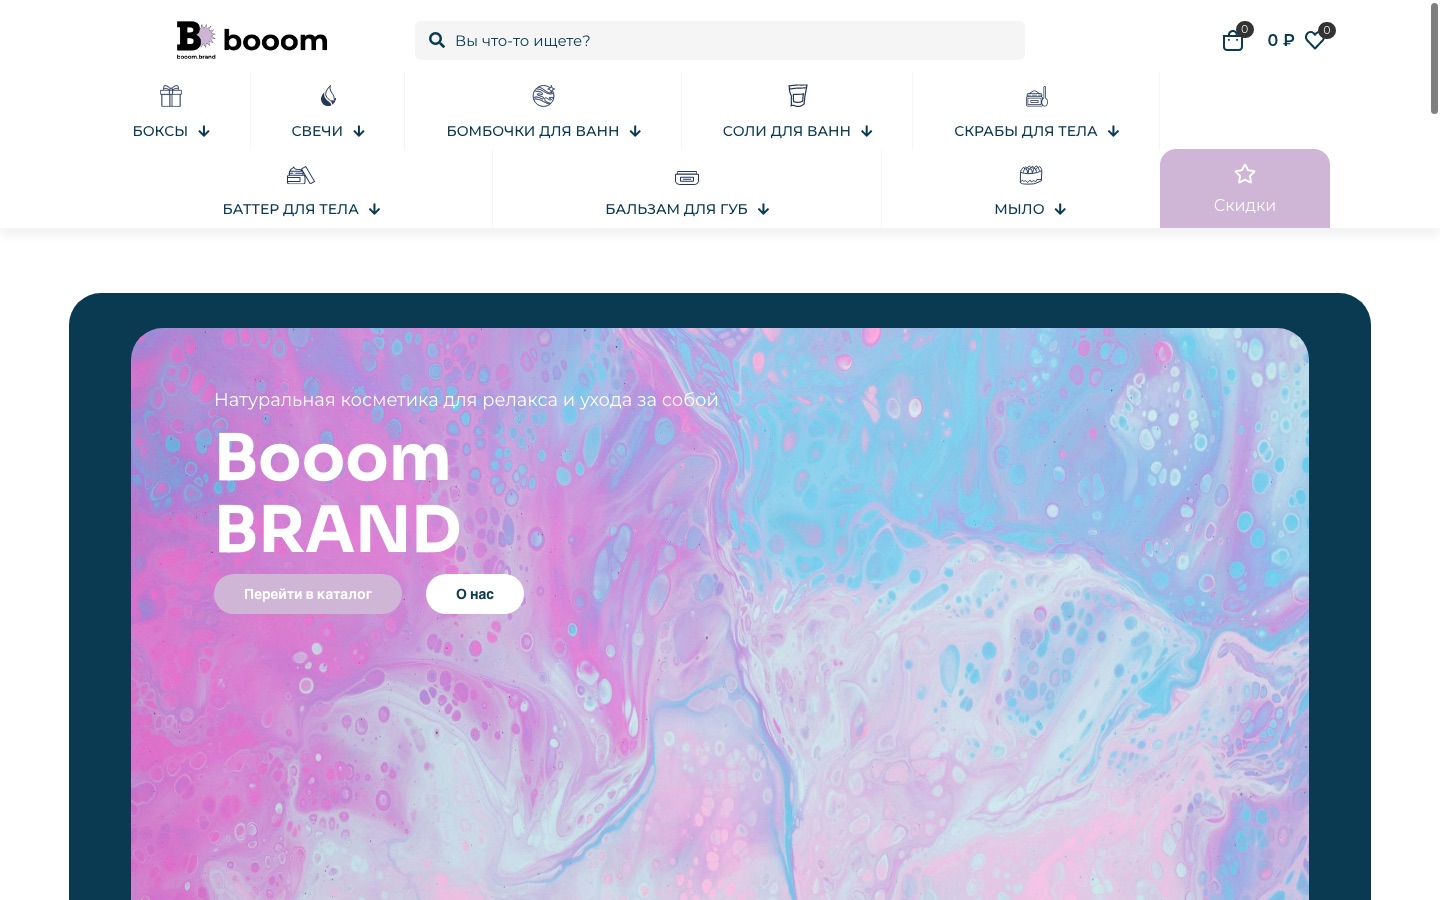 B booom
booom.brand
Вы что-то ищете?
0
0 ₽
0
БОКСЫ
СВЕЧИ
БОМБОЧКИ ДЛЯ ВАНН
СОЛИ ДЛЯ ВАНН
СКРАБЫ ДЛЯ ТЕЛА
БАТТЕР ДЛЯ ТЕЛА
БАЛЬЗАМ ДЛЯ ГУБ
МЫЛО
Скидки
Натуральная косметика для релакса и ухода за собой
Booom
BRAND
Перейти в каталог
О нас